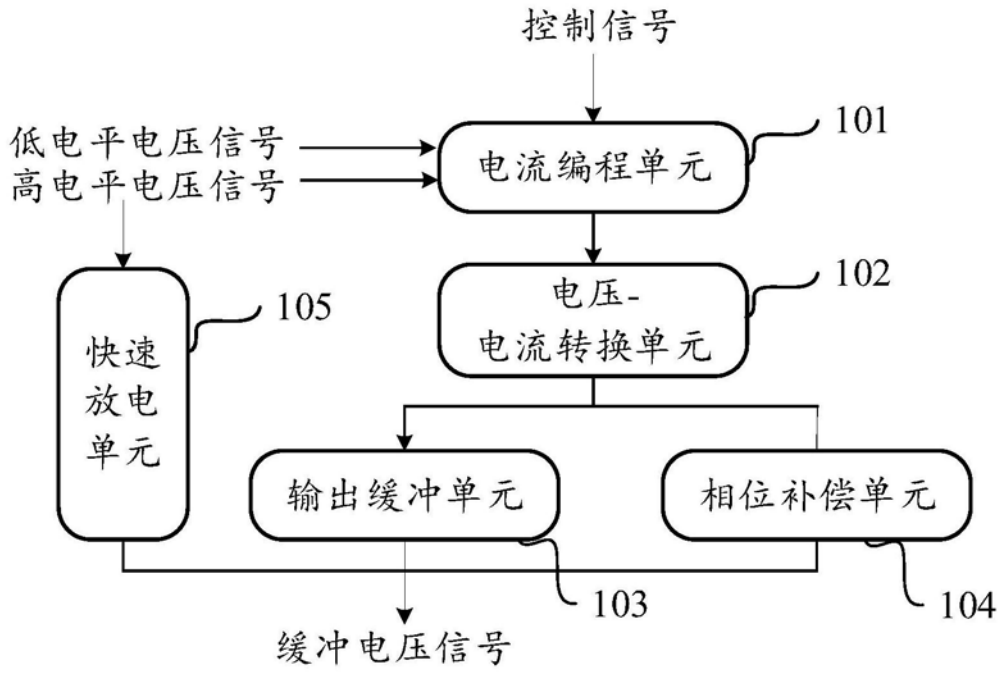 控制信号
101
低电平电压信号
高电平电压信号
电流编程单元
102
电压-
电流转换单元
105
快速
放电
单元
输出缓冲单元
相位补偿单元
103
104
缓冲电压信号